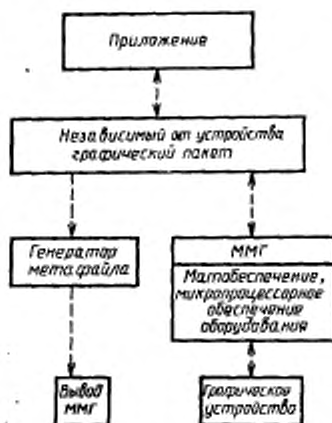 Приложение
Независимый от устройства
графический пакет
Генератор
метафайла
ММГ
Матобеспечение,
микропроцессорное
обеспечение
оборудования
Вывод
ММГ
Графическое
устройство